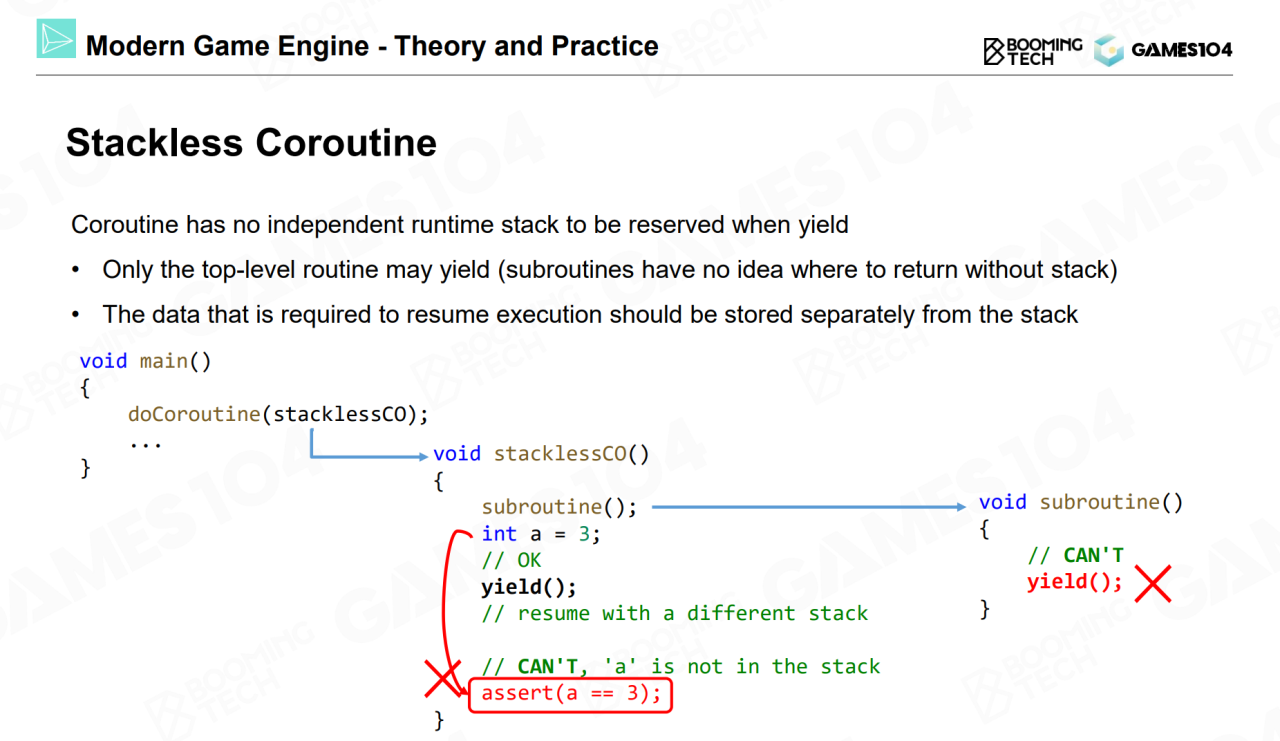 Modern Game Engine - Theory and Practice
BOOMING TECH
GAMES104
Stackless Coroutine
Coroutine has no independent runtime stack to be reserved when yield
• Only the top-level routine may yield (subroutines have no idea where to return without stack)
• The data that is required to resume execution should be stored separately from the stack
void main()
{
doCoroutine(stacklessCO);
...
}
void stacklessCO()
{
subroutine();
int a = 3;
// OK
yield();
// resume with a different stack
// CAN'T, 'a' is not in the stack
assert(a == 3);
}
void subroutine()
{
// CAN'T
yield();
}